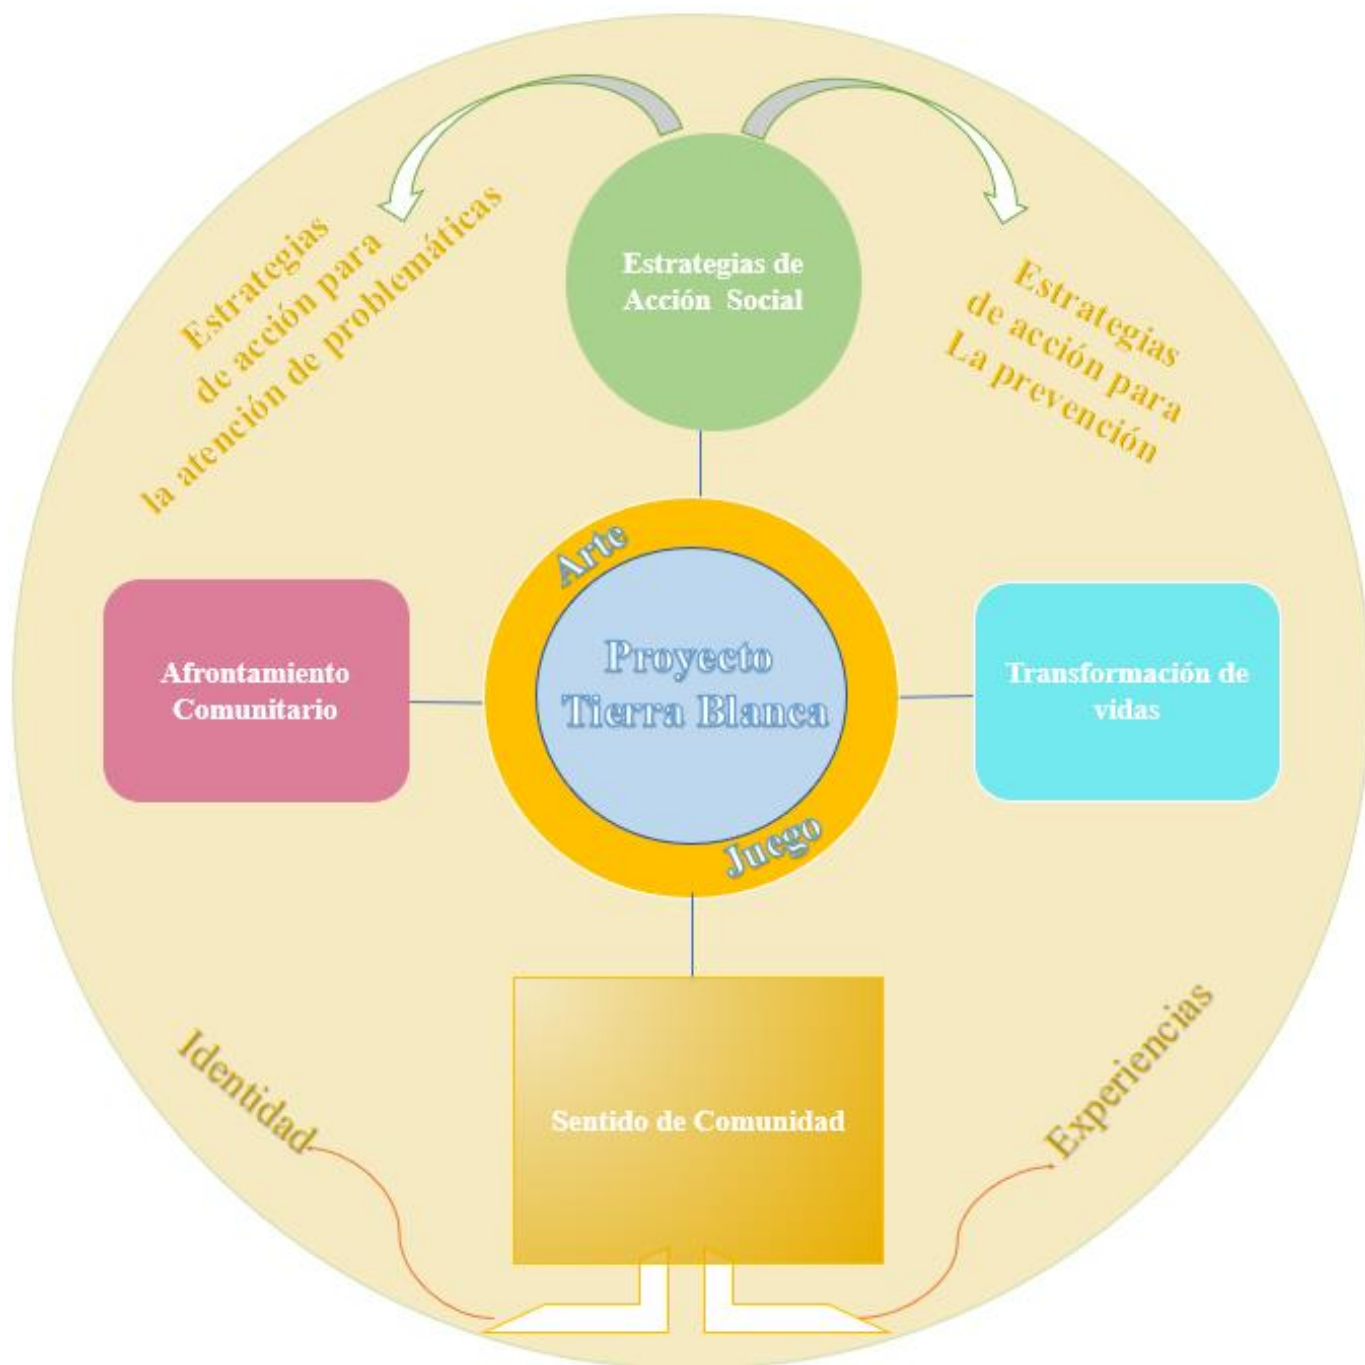 Estrategias
de acción para
la atención de problemáticas
Estrategias de
Acción Social
Estrategias
de acción para
La prevención
Arte
Proyecto
Tierra Blanca
Juego
Afrontamiento
Comunitario
Transformación de
vidas
Identidad
Sentido de Comunidad
Experiencias